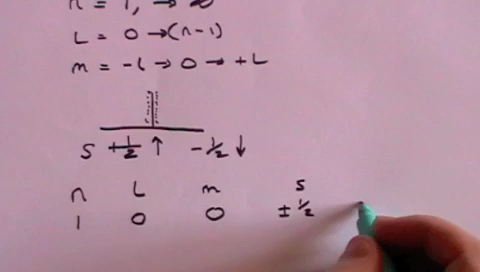 n = 1, → ∞
L = 0 → (n-1)
m = -L → 0 → +L
S +1/2 ↑ -1/2 ↓
n L m s
1 0 0 ± 1/2